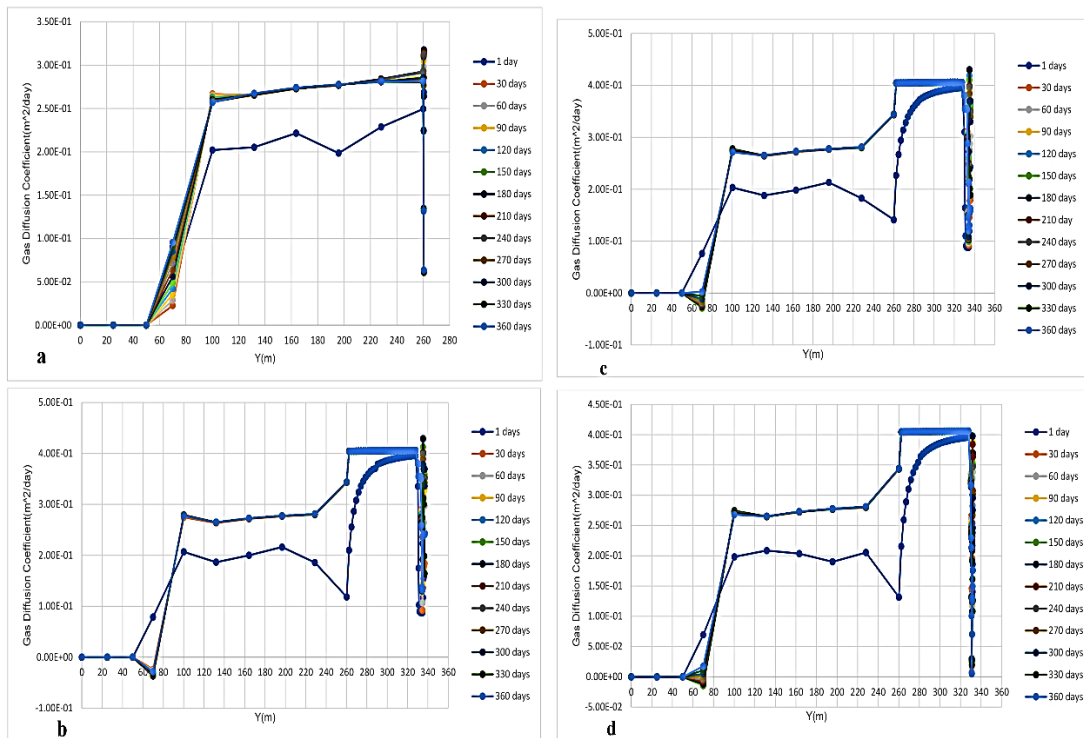 3.50E-01
3.00E-01
2.50E-01
2.00E-01
1.50E-01
1.00E-01
5.00E-02
0.00E+00
Gas Diffusion Coefficient(m^2/day)
0 20 40 60 80 100 120 140 160 180 200 220 240 260 280
Y(m)
a
1 day
30 days
60 days
90 days
120 days
150 days
180 days
210 days
240 days
270 days
300 days
330 days
360 days
5.00E-01
4.00E-01
3.00E-01
2.00E-01
1.00E-01
0.00E+00
-1.00E-01
Gas Diffusion Coefficient(m^2/day)
0 20 40 60 80 100 120 140 160 180 200 220 240 260 280 300 320 340 360
Y(m)
c
1 day
30 days
60 days
90 days
120 days
150 days
180 days
210 day
240 days
270 days
300 days
330 days
360 days
5.00E-01
4.00E-01
3.00E-01
2.00E-01
1.00E-01
0.00E+00
-1.00E-01
Gas Diffusion Coefficient(m^2/day)
0 20 40 60 80 100 120 140 160 180 200 220 240 260 280 300 320 340 360
Y(m)
b
1 days
30 days
60 days
90 days
120 days
150 days
180 days
210 days
240 days
270 days
300 days
330 days
360 days
4.50E-01
4.00E-01
3.50E-01
3.00E-01
2.50E-01
2.00E-01
1.50E-01
1.00E-01
5.00E-02
0.00E+00
-5.00E-02
Gas Diffusion Coefficient(m^2/day)
0 20 40 60 80 100 120 140 160 180 200 220 240 260 280 300 320 340 360
Y(m)
d
1 day
30 days
60 days
90 days
120 days
150 days
180 days
210 days
240 days
270 days
300 days
330 days
360 days